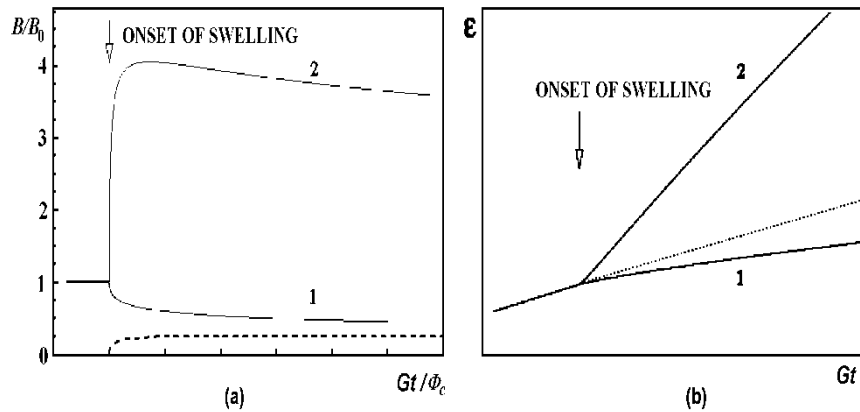 B/B₀
ONSET OF SWELLING
4
3
2
1
0
2
1
Gt/Φc
(a)
ε
ONSET OF SWELLING
2
1
Gt
(b)